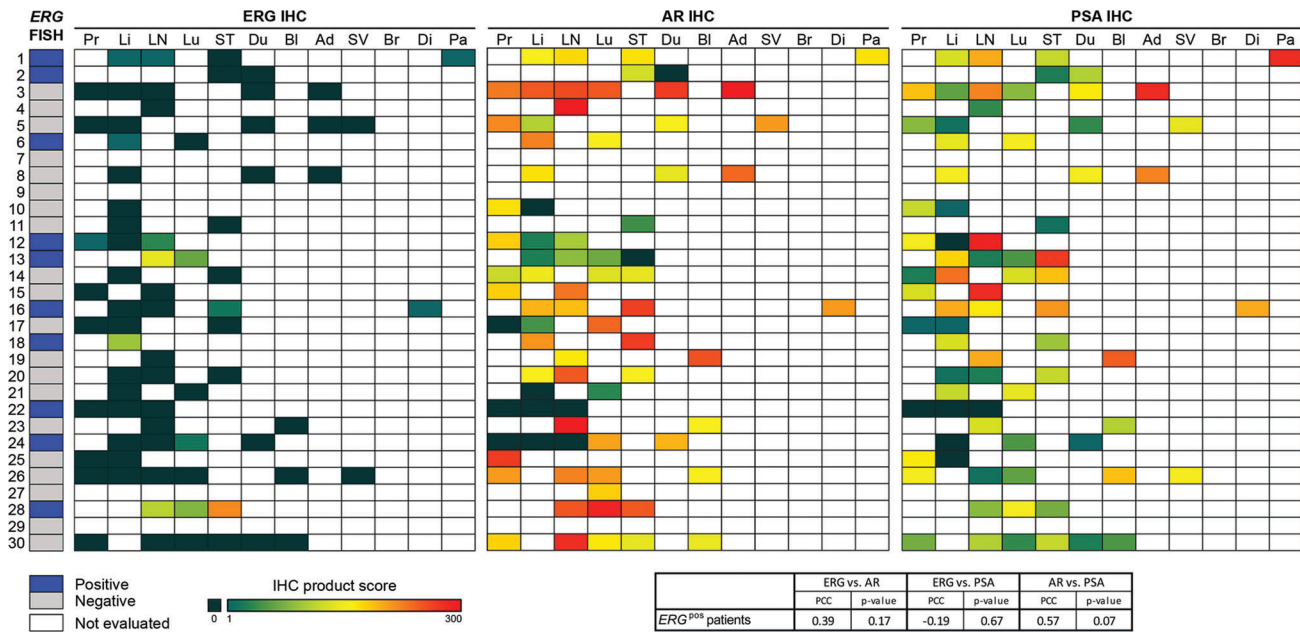 ERG IHC AR IHC PSA IHC
ERG FISH
Pr Li LN Lu ST Du Bl Ad SV Br Di Pa Pr Li LN Lu ST Du Bl Ad SV Br Di Pa Pr Li LN Lu ST Du Bl Ad SV Br Di Pa
1
2
3
4
5
6
7
8
9
10
11
12
13
14
15
16
17
18
19
20
21
22
23
24
25
26
27
28
29
30
Positive
Negative
Not evaluated
IHC product score
0 1 300
ERG vs. AR ERG vs. PSA AR vs. PSA
PCC p-value PCC p-value PCC p-value
ERG pos patients 0.39 0.17 -0.19 0.67 0.57 0.07